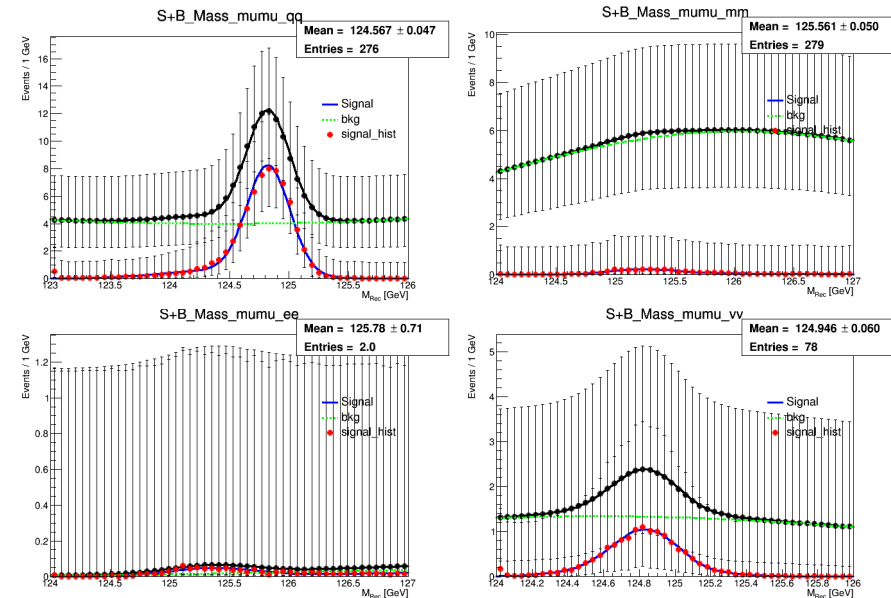 S+B_Mass_mumu_qq
Mean = 124.567 ± 0.047
Entries = 276
Events / 1 GeV
16
14
12
10
8
6
4
2
0
Signal
bkg
signal_hist
123 123.5 124 124.5 125 125.5 126
M_Rec [GeV]
S+B_Mass_mumu_mm
Mean = 125.561 ± 0.050
Entries = 279
Events / 1 GeV
10
8
6
4
2
0
Signal
bkg
signal_hist
124 124.5 125 125.5 126 126.5 127
M_Rec [GeV]
S+B_Mass_mumu_ee
Mean = 125.78 ± 0.71
Entries = 2.0
Events / 1 GeV
1.2
1
0.8
0.6
0.4
0.2
0
Signal
bkg
signal_hist
124 124.5 125 125.5 126 126.5 127
M_Rec [GeV]
S+B_Mass_mumu_vv
Mean = 124.946 ± 0.060
Entries = 78
Events / 1 GeV
5
4
3
2
1
0
Signal
bkg
signal_hist
124 124.2 124.4 124.6 124.8 125 125.2 125.4 125.6 125.8 126
M_Rec [GeV]